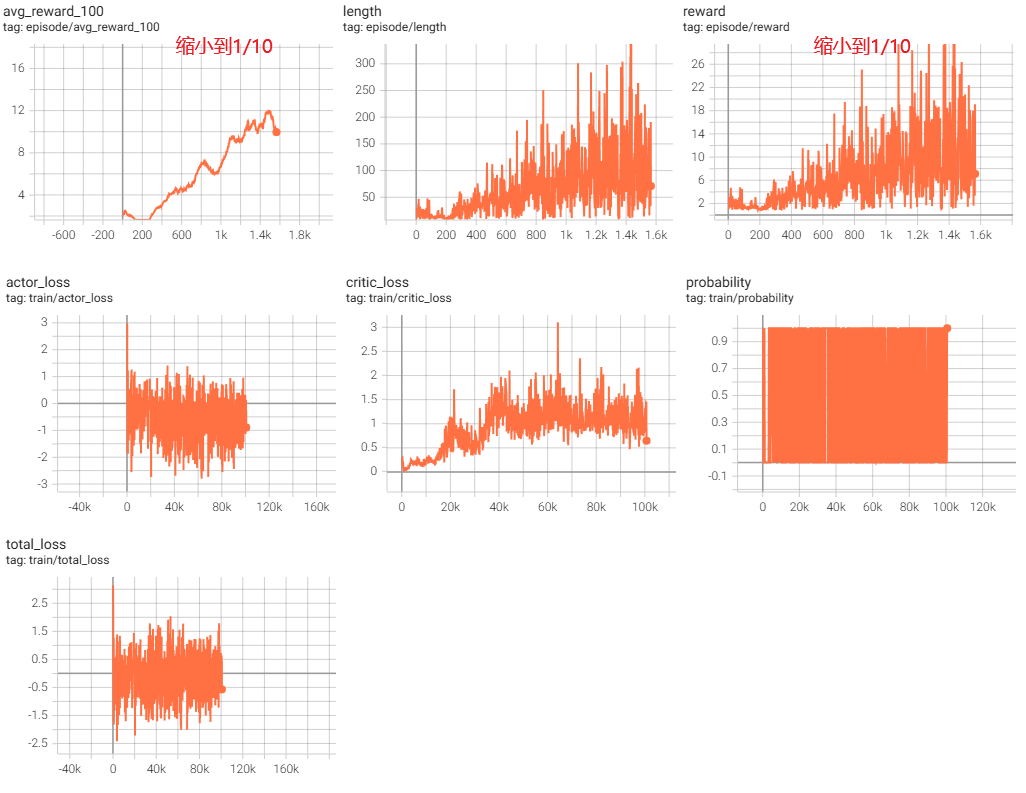 avg_reward_100
tag: episode/avg_reward_100
缩小到1/10
16
12
8
4
-600 -200 200 600 1k 1.4k 1.8k
length
tag: episode/length
300
250
200
150
100
50
0 200 400 600 800 1k 1.2k 1.4k 1.6k
reward
tag: episode/reward
缩小到1/10
26
22
18
14
10
6
2
0 200 400 600 800 1k 1.2k 1.4k 1.6k
actor_loss
tag: train/actor_loss
3
2
1
0
-1
-2
-3
-40k 0 40k 80k 120k 160k
critic_loss
tag: train/critic_loss
3
2.5
2
1.5
1
0.5
0
0 20k 40k 60k 80k 100k
probability
tag: train/probability
0.9
0.7
0.5
0.3
0.1
-0.1
0 20k 40k 60k 80k 100k 120k
total_loss
tag: train/total_loss
2.5
1.5
0.5
-0.5
-1.5
-2.5
-40k 0 40k 80k 120k 160k